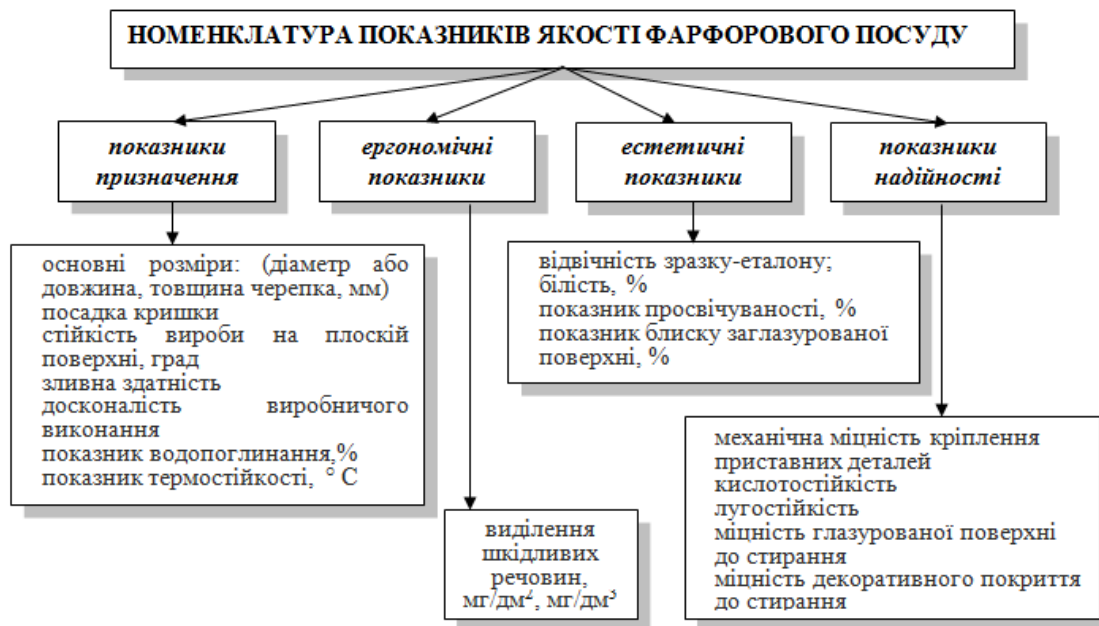 НОМЕНКЛАТУРА ПОКАЗНИКІВ ЯКОСТІ ФАРФОРОВОГО ПОСУДУ
показники
призначення
ергономічні
показники
естетичні
показники
показники
надійності
основні розміри: (діаметр або
довжина, товщина черепка, мм)
посадка кришки
стійкість вироби на плоскій
поверхні, град
зливна здатність
досконалість виробничого
виконання
показник водопоглинання,%
показник термостійкості, ° С
виділення
шкідливих
речовин,
мг/дм², мг/дм³
відвічність зразку-еталону;
білість, %
показник просвічуваності, %
показник блиску заглазурованої
поверхні, %
механічна міцність кріплення
приставних деталей
кислотостійкість
лугостійкість
міцність глазурованої поверхні
до стирання
міцність декоративного покриття
до стирання